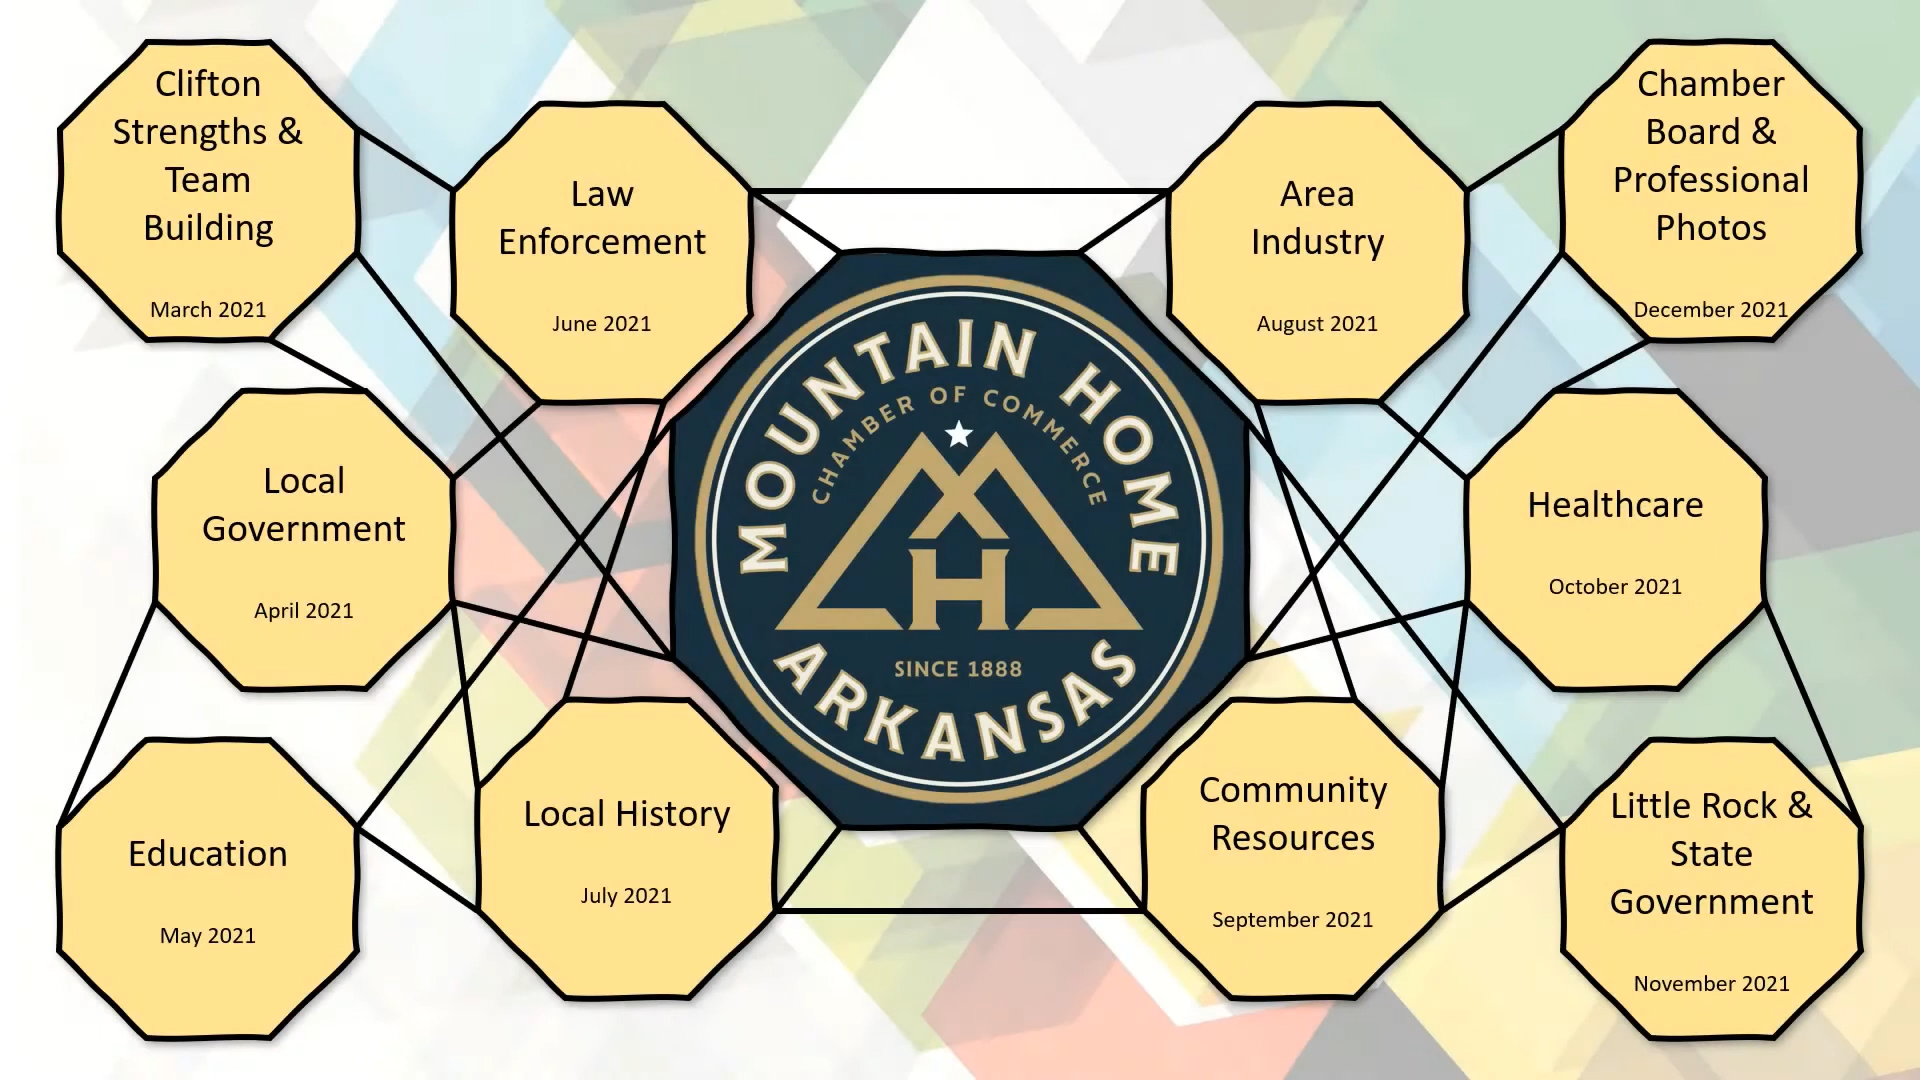 Clifton
Strengths &
Team
Building
March 2021
Law
Enforcement
June 2021
Area
Industry
August 2021
Chamber
Board &
Professional
Photos
December 2021
MOUNTAIN HOME
CHAMBER OF COMMERCE
MH
SINCE 1888
ARKANSAS
Local
Government
April 2021
Healthcare
October 2021
Education
May 2021
Local History
July 2021
Community
Resources
September 2021
Little Rock &
State
Government
November 2021